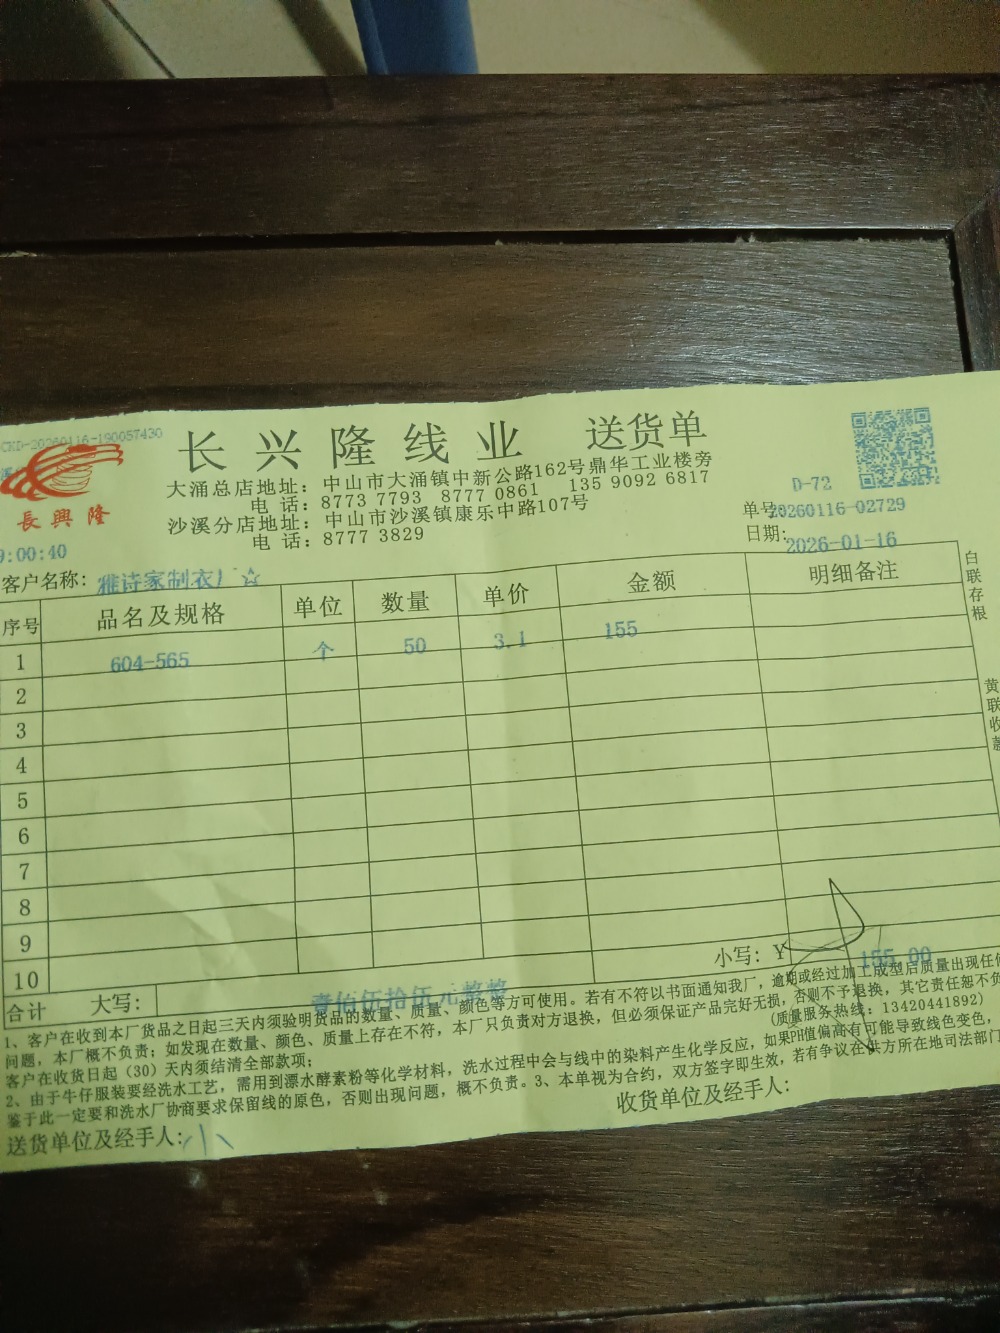 CKD-20260116-190057430
长兴隆线业 送货单
長興隆
大涌总店地址：中山市大涌镇中新公路162号鼎华工业楼旁
电话：8773 7793 8777 0861 135 9092 6817
沙溪分店地址：中山市沙溪镇康乐中路107号
电话：8777 3829
D-72
单号:20260116-02729
日期:2026-01-16
9:00:40
客户名称：雅诗家制衣厂☆
序号 品名及规格 单位 数量 单价 金额 明细备注
1 604-565 个 50 3.1 155
2
3
4
5
6
7
8
9
10
合计 大写：壹佰伍拾伍元整整 小写：Y 155.00
白联存根
黄联收款
1、客户在收到本厂货品之日起三天内须验明货品的数量、质量、颜色等方可使用。若有不符以书面通知我厂，逾期或经过加工成型后质量出现任何
问题，本厂概不负责；如发现在数量、颜色、质量上存在不符，本厂只负责对方退换，但必须保证产品完好无损，否则不予退换，其它责任恕不负
客户在收货日起（30）天内须结清全部款项； (质量服务热线：13420441892)
2、由于牛仔服装要经洗水工艺，需用到漂水酵素粉等化学材料，洗水过程中会与线中的染料产生化学反应，如果PH值偏高有可能导致线色变色，
鉴于此一定要和洗水厂协商要求保留线的原色，否则出现问题，概不负责。3、本单视为合约，双方签字即生效，若有争议在供方所在地司法部门
送货单位及经手人： 收货单位及经手人：